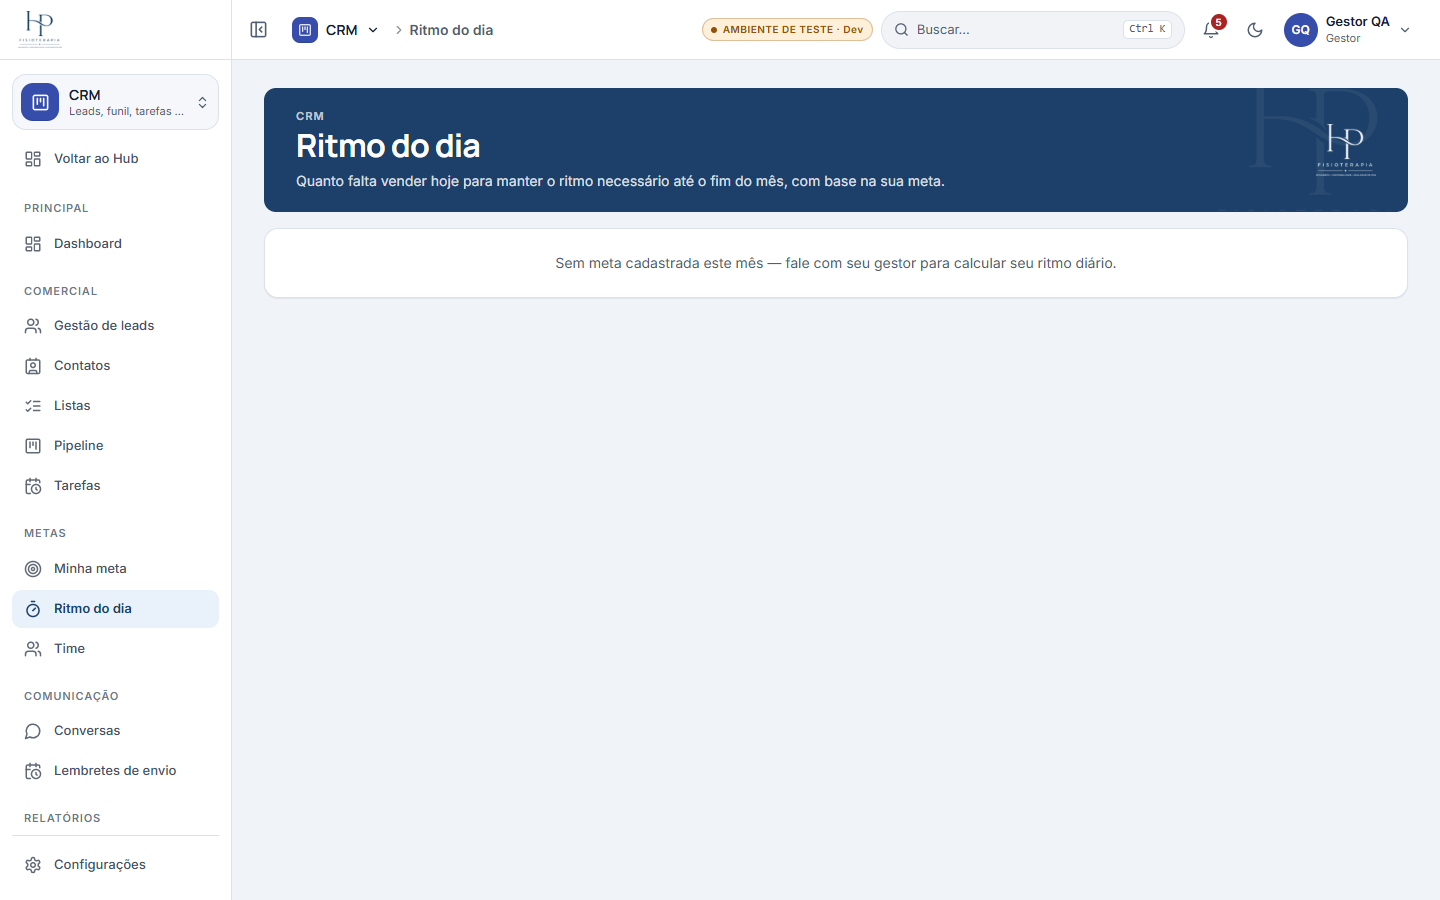 HP
FISIOTERAPIA
CRM
Ritmo do dia
AMBIENTE DE TESTE · Dev
Buscar...
Ctrl K
5
GQ
Gestor QA
Gestor
CRM
Leads, funil, tarefas ...
Voltar ao Hub
PRINCIPAL
Dashboard
COMERCIAL
Gestão de leads
Contatos
Listas
Pipeline
Tarefas
METAS
Minha meta
Ritmo do dia
Time
COMUNICAÇÃO
Conversas
Lembretes de envio
RELATÓRIOS
Configurações
CRM
Ritmo do dia
Quanto falta vender hoje para manter o ritmo necessário até o fim do mês, com base na sua meta.
HP
FISIOTERAPIA
Sem meta cadastrada este mês — fale com seu gestor para calcular seu ritmo diário.